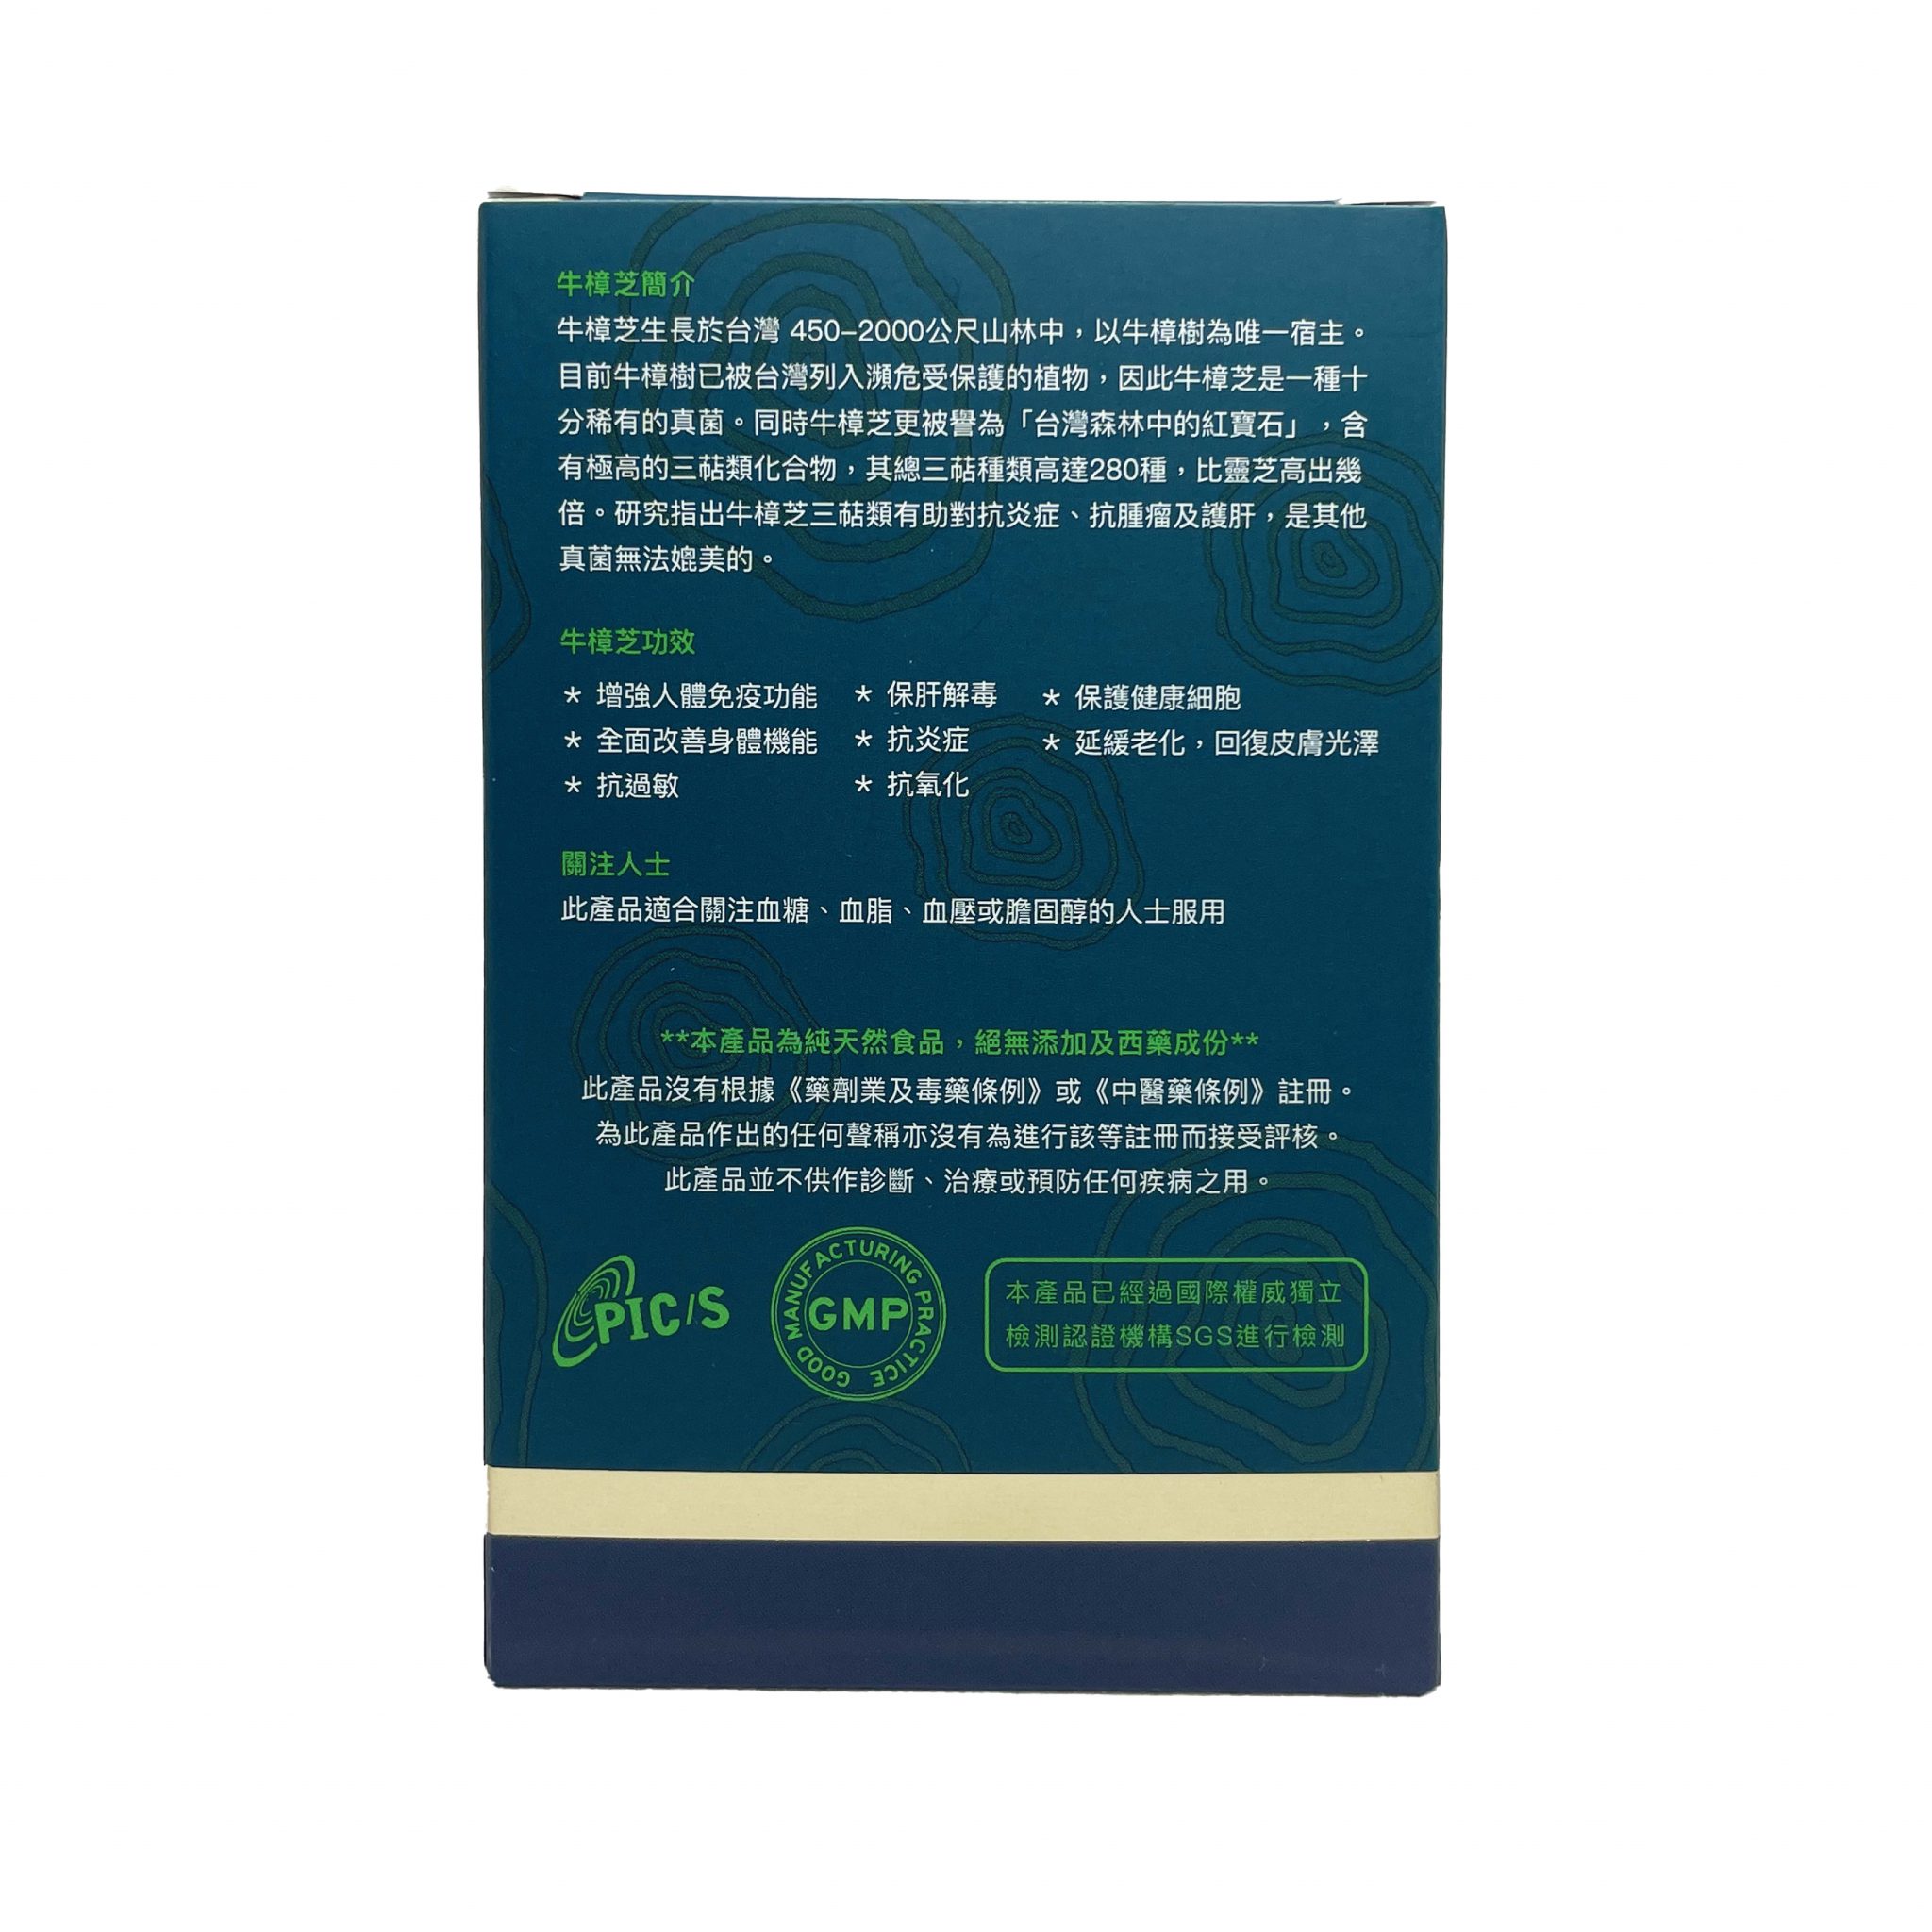 牛樟芝簡介
牛樟芝生長於台灣 450-2000公尺山林中，以牛樟樹為唯一宿主。
目前牛樟樹已被台灣列入瀕危受保護的植物，因此牛樟芝是一種十
分稀有的真菌。同時牛樟芝更被譽為「台灣森林中的紅寶石」，含
有極高的三萜類化合物，其總三萜種類高達280種，比靈芝高出幾
倍。研究指出牛樟芝三萜類有助對抗炎症、抗腫瘤及護肝，是其他
真菌無法媲美的。
牛樟芝功效
* 增強人體免疫功能 * 保肝解毒 * 保護健康細胞
* 全面改善身體機能 * 抗炎症 * 延緩老化，回復皮膚光澤
* 抗過敏 * 抗氧化
關注人士
此產品適合關注血糖、血脂、血壓或膽固醇的人士服用
**本產品為純天然食品，絕無添加及西藥成份**
此產品沒有根據《藥劑業及毒藥條例》或《中醫藥條例》註冊。
為此產品作出的任何聲稱亦沒有為進行該等註冊而接受評核。
此產品並不供作診斷、治療或預防任何疾病之用。
PIC/S
GOOD MANUFACTURING PRACTICE
GMP
本產品已經過國際權威獨立
檢測認證機構SGS進行檢測